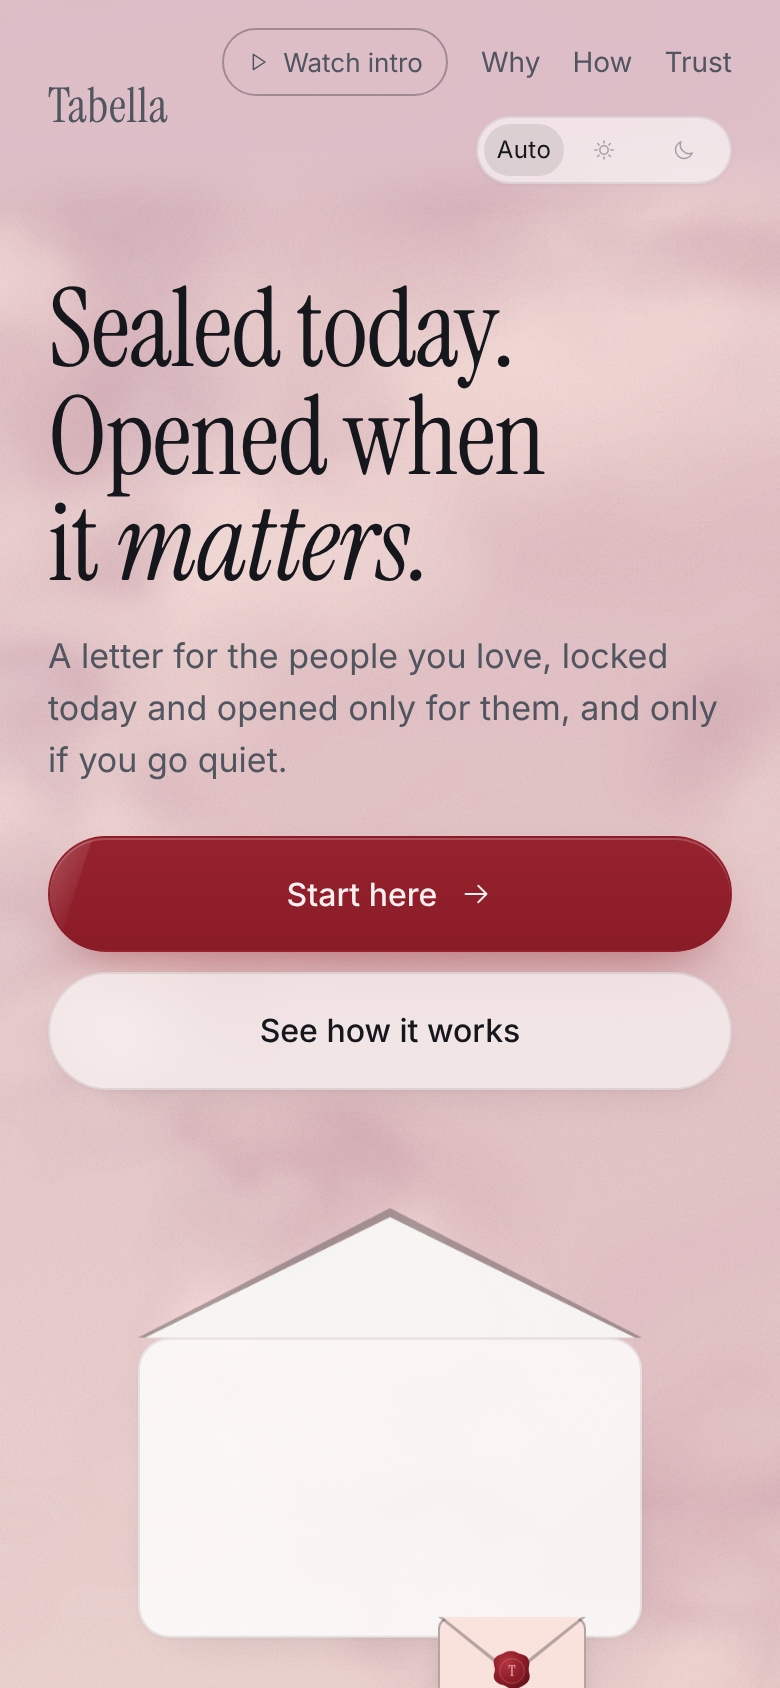 Watch intro
Why
How
Trust
Tabella
Auto
Sealed today.
Opened when
it matters.
A letter for the people you love, locked
today and opened only for them, and only
if you go quiet.
Start here
See how it works
T